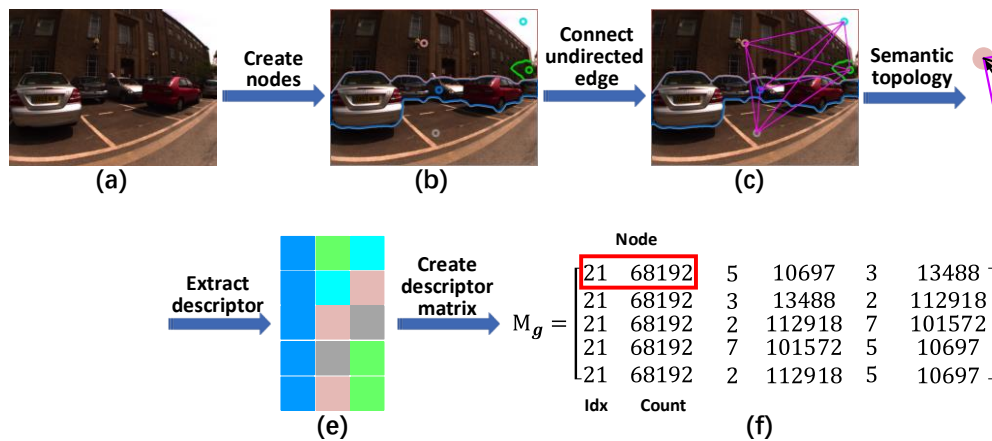 Create
nodes
Connect
undirected
edge
Semantic
topology
(a)
(b)
(c)
Extract
descriptor
Create
descriptor
matrix
Node
M_g =
21 68192 5 10697 3 13488
21 68192 3 13488 2 112918
21 68192 2 112918 7 101572
21 68192 7 101572 5 10697
21 68192 2 112918 5 10697
Idx Count
(e)
(f)